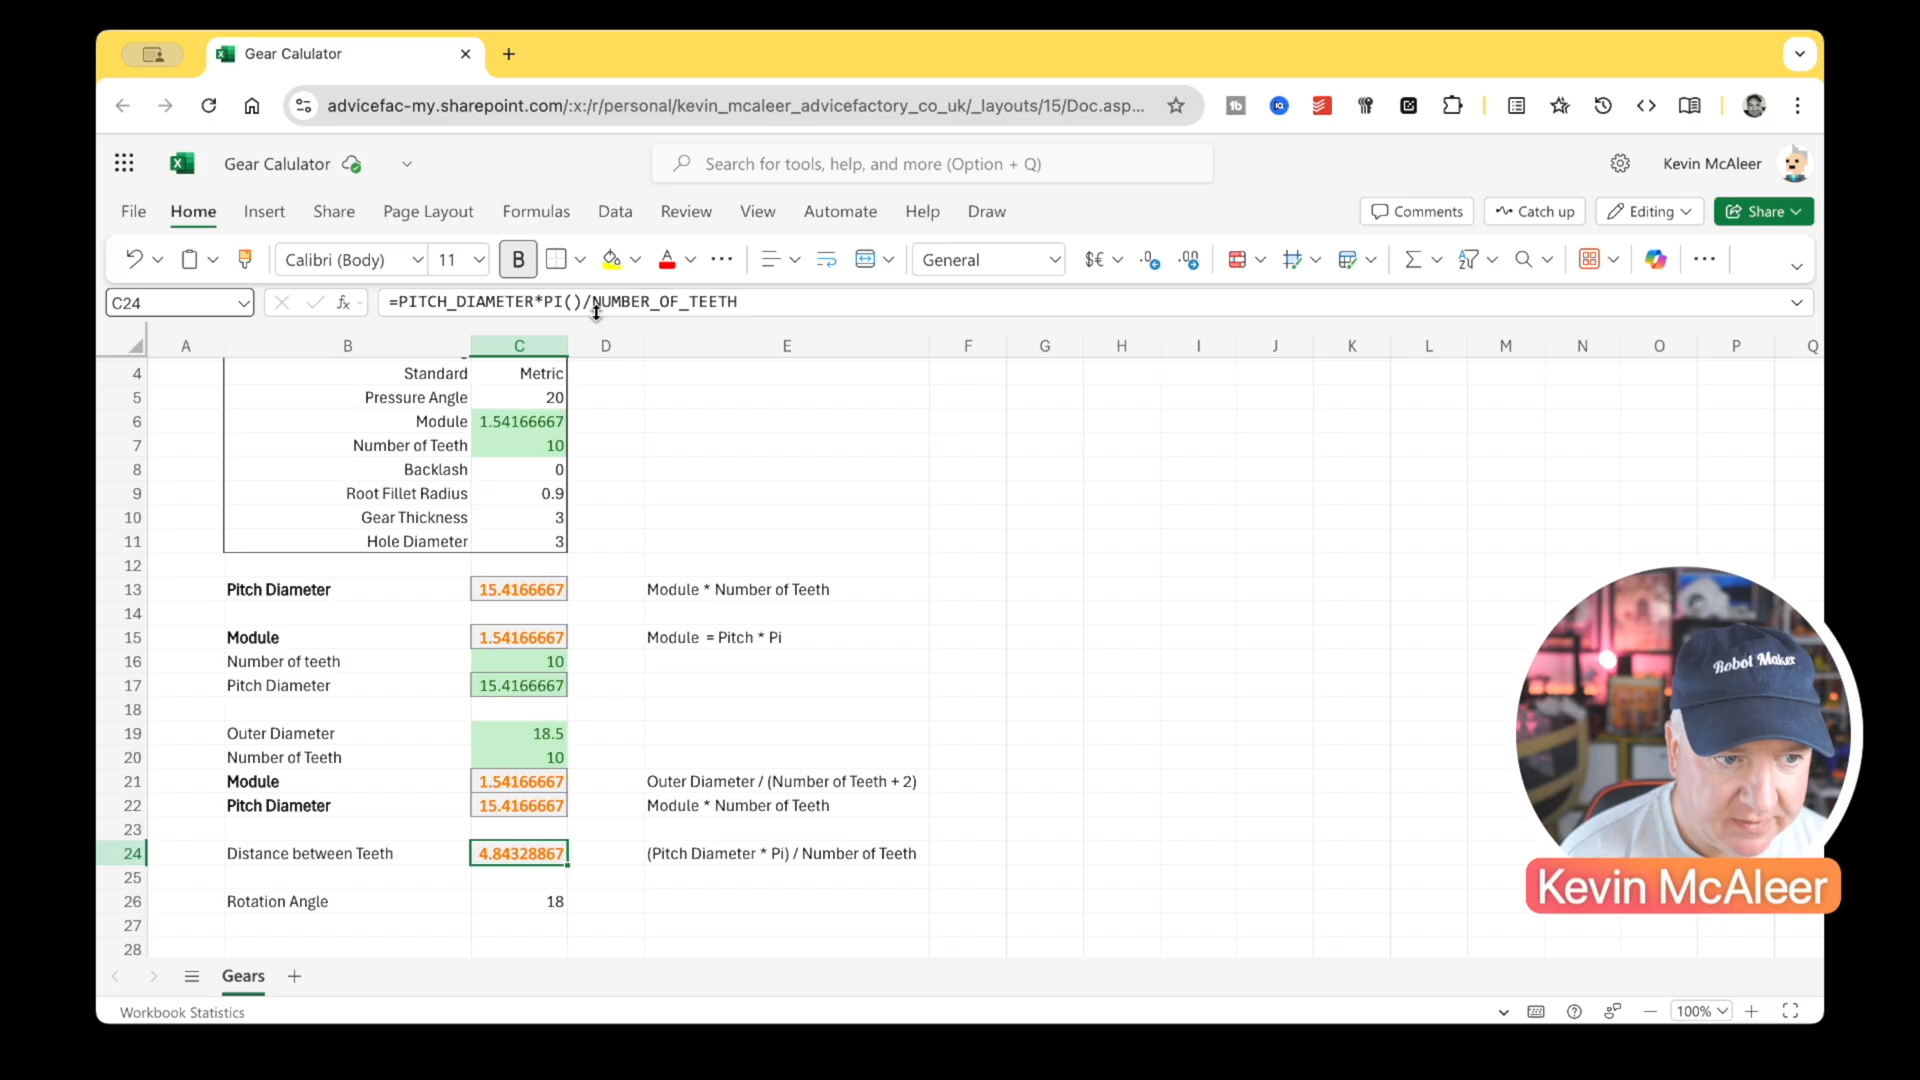 Gear Calulator
advicefac-my.sharepoint.com/:x:/r/personal/kevin_mcaleer_advicefactory_co_uk/_layouts/15/Doc.asp...
Gear Calulator
Search for tools, help, and more (Option + Q)
Kevin McAleer
File Home Insert Share Page Layout Formulas Data Review View Automate Help Draw
Comments Catch up Editing Share
Calibri (Body) 11 B General
C24 fx =PITCH_DIAMETER*PI()/NUMBER_OF_TEETH
A B C D E F G H I J K L M N O P Q
4 Standard Metric
5 Pressure Angle 20
6 Module 1.54166667
7 Number of Teeth 10
8 Backlash 0
9 Root Fillet Radius 0.9
10 Gear Thickness 3
11 Hole Diameter 3
12
13 Pitch Diameter 15.4166667 Module * Number of Teeth
14
15 Module 1.54166667 Module = Pitch * Pi
16 Number of teeth 10
17 Pitch Diameter 15.4166667
18
19 Outer Diameter 18.5
20 Number of Teeth 10
21 Module 1.54166667 Outer Diameter / (Number of Teeth + 2)
22 Pitch Diameter 15.4166667 Module * Number of Teeth
23
24 Distance between Teeth 4.84328867 (Pitch Diameter * Pi) / Number of Teeth
25
26 Rotation Angle 18
27
28
Robot Maker
Kevin McAleer
Gears
Workbook Statistics
100%